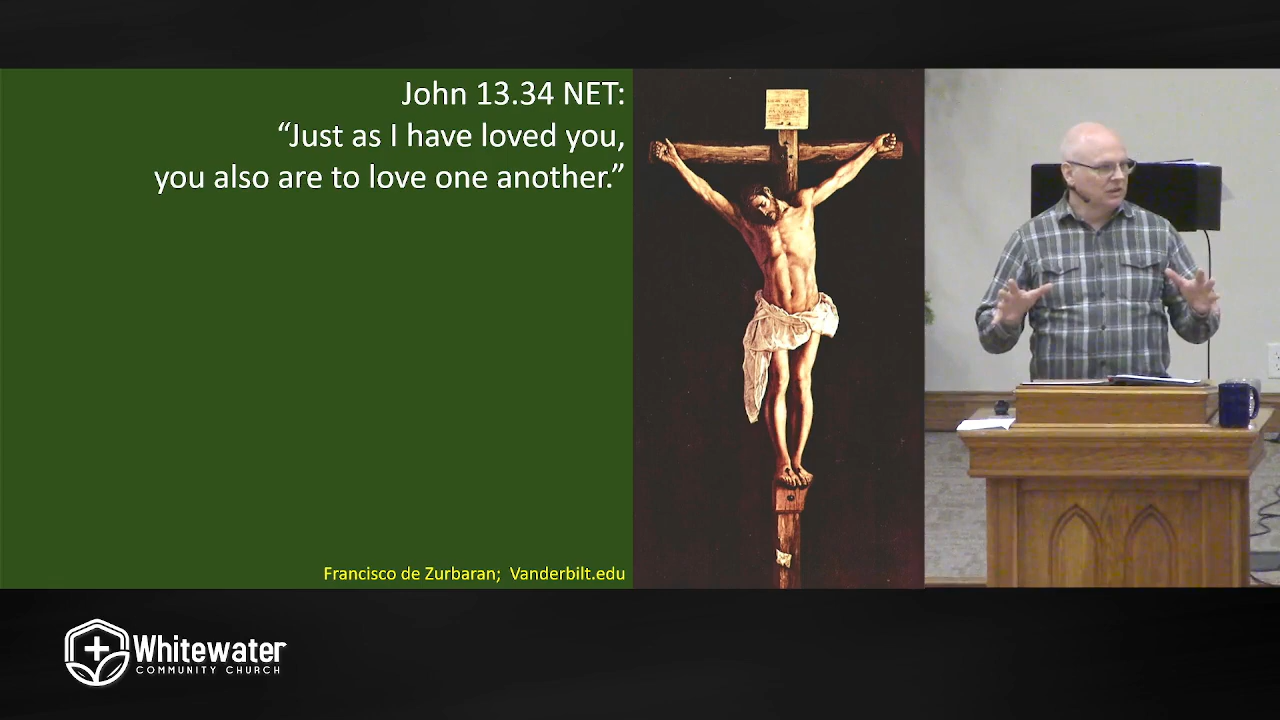 John 13.34 NET:
“Just as I have loved you,
you also are to love one another.”
Francisco de Zurbaran;  Vanderbilt.edu
Whitewater
COMMUNITY CHURCH